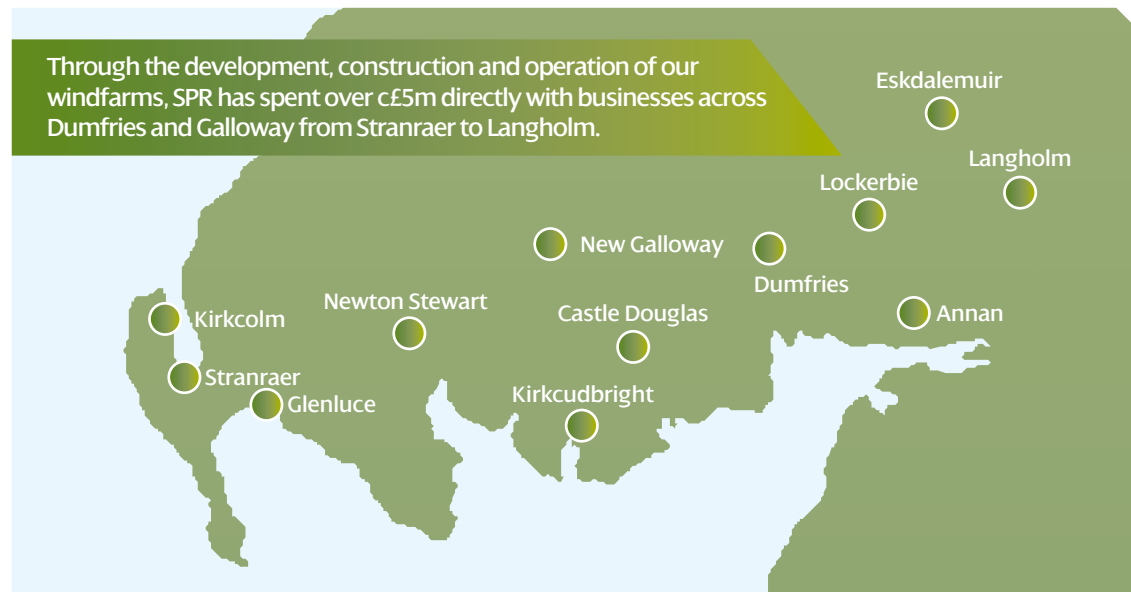 Through the development, construction and operation of our
windfarms, SPR has spent over c£5m directly with businesses across
Dumfries and Galloway from Stranraer to Langholm.
Eskdalemuir
Langholm
Lockerbie
New Galloway
Dumfries
Newton Stewart
Castle Douglas
Annan
Kirkcolm
Stranraer
Glenluce
Kirkcudbright